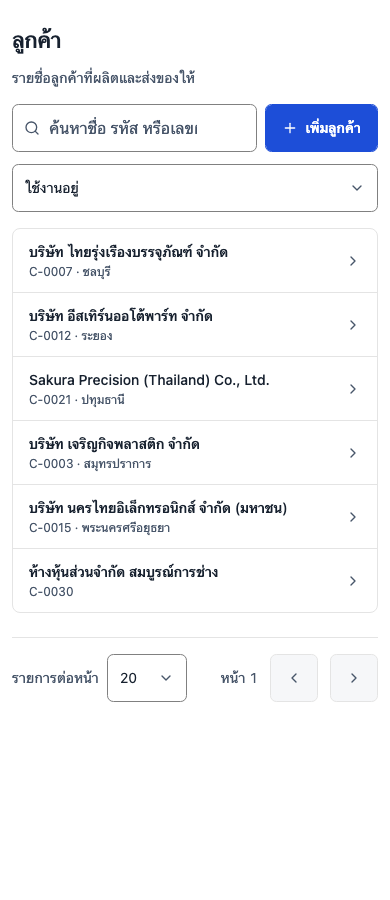 ลูกค้า
รายชื่อลูกค้าที่ผลิตและส่งของให้
ค้นหาชื่อ รหัส หรือเลขเ
เพิ่มลูกค้า
ใช้งานอยู่
บริษัท ไทยรุ่งเรืองบรรจุภัณฑ์ จำกัด
C-0007 · ชลบุรี
บริษัท อีสเทิร์นออโต้พาร์ท จำกัด
C-0012 · ระยอง
Sakura Precision (Thailand) Co., Ltd.
C-0021 · ปทุมธานี
บริษัท เจริญกิจพลาสติก จำกัด
C-0003 · สมุทรปราการ
บริษัท นครไทยอิเล็กทรอนิกส์ จำกัด (มหาชน)
C-0015 · พระนครศรีอยุธยา
ห้างหุ้นส่วนจำกัด สมบูรณ์การช่าง
C-0030
รายการต่อหน้า 20 หน้า 1